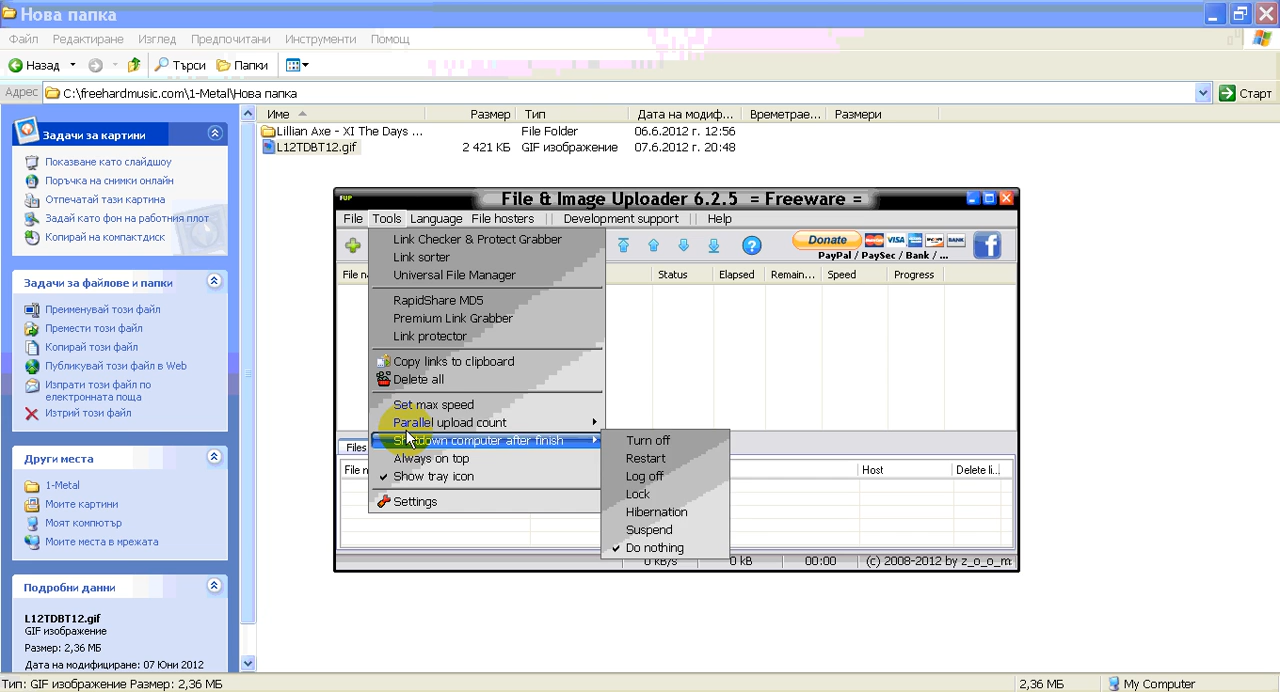 Нова папка
Файл Редактиране Изглед Предпочитани Инструменти Помощ
Назад Търси Папки
Адрес C:\freehardmusic.com\1-Metal\Нова папка Старт
Задачи за картини
Показване като слайдшоу
Поръчка на снимки онлайн
Отпечатай тази картина
Задай като фон на работния плот
Копирай на компактдиск
Задачи за файлове и папки
Преименувай този файл
Премести този файл
Копирай този файл
Публикувай този файл в Web
Изпрати този файл по
електронната поща
Изтрий този файл
Други места
1-Metal
Моите картини
Моят компютър
Моите места в мрежата
Подробни данни
L12TDBT12.gif
GIF изображение
Размер: 2,36 МБ
Дата на модифициране: 07 Юни 2012
Име Размер Тип Дата на модиф... Времетрае... Размери
Lillian Axe - XI The Days ... File Folder 06.6.2012 г. 12:56
L12TDBT12.gif 2 421 КБ GIF изображение 07.6.2012 г. 20:48
FUP File & Image Uploader 6.2.5 = Freeware =
File Tools Language File hosters || Development support || Help
Donate VISA BANK
PayPal / PaySec / Bank / ...
Status Elapsed Remain... Speed Progress
Link Checker & Protect Grabber
Link sorter
Universal File Manager
RapidShare MD5
Premium Link Grabber
Link protector
Copy links to clipboard
Delete all
Set max speed
Parallel upload count
Shutdown computer after finish
Always on top
Show tray icon
Settings
Turn off
Restart
Log off
Lock
Hibernation
Suspend
Do nothing
Files
Host Delete li...
0 kB/s 0 kB 00:00 (c) 2008-2012 by z_o_o_m
Тип: GIF изображение Размер: 2,36 МБ 2,36 МБ My Computer